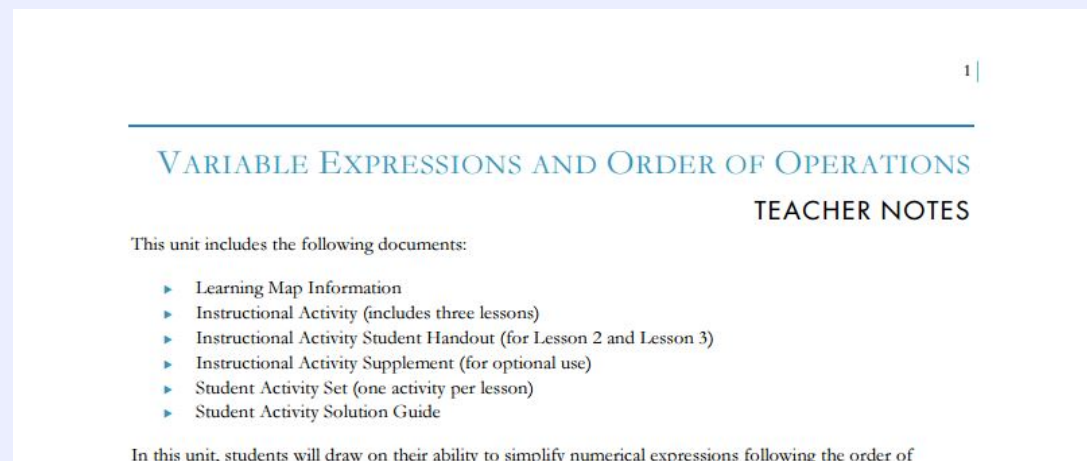 1
VARIABLE EXPRESSIONS AND ORDER OF OPERATIONS
TEACHER NOTES
This unit includes the following documents:
► Learning Map Information
► Instructional Activity (includes three lessons)
► Instructional Activity Student Handout (for Lesson 2 and Lesson 3)
► Instructional Activity Supplement (for optional use)
► Student Activity Set (one activity per lesson)
► Student Activity Solution Guide
In this unit, students will draw on their ability to simplify numerical expressions following the order of